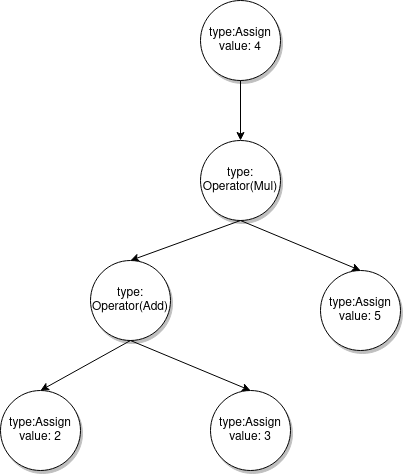 type:Assign
value: 4
type:
Operator(Mul)
type:
Operator(Add)
type:Assign
value: 5
type:Assign
value: 2
type:Assign
value: 3